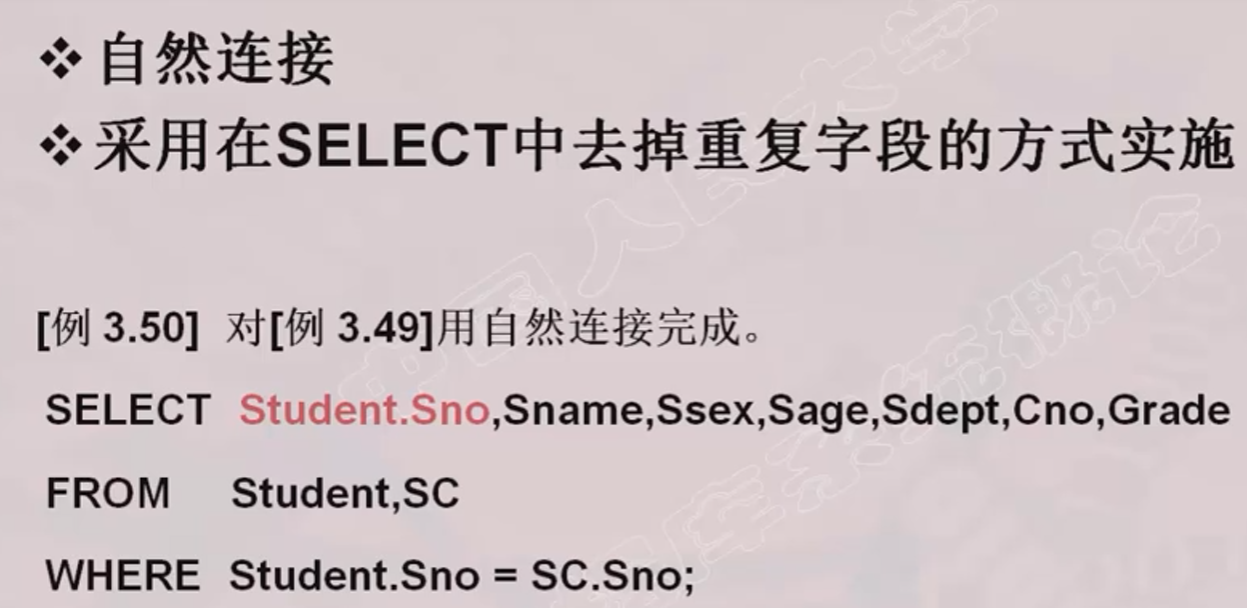 ❖ 自然连接
❖ 采用在SELECT中去掉重复字段的方式实施
[例 3.50] 对[例 3.49]用自然连接完成。
SELECT Student.Sno,Sname,Ssex,Sage,Sdept,Cno,Grade
FROM Student,SC
WHERE Student.Sno = SC.Sno;